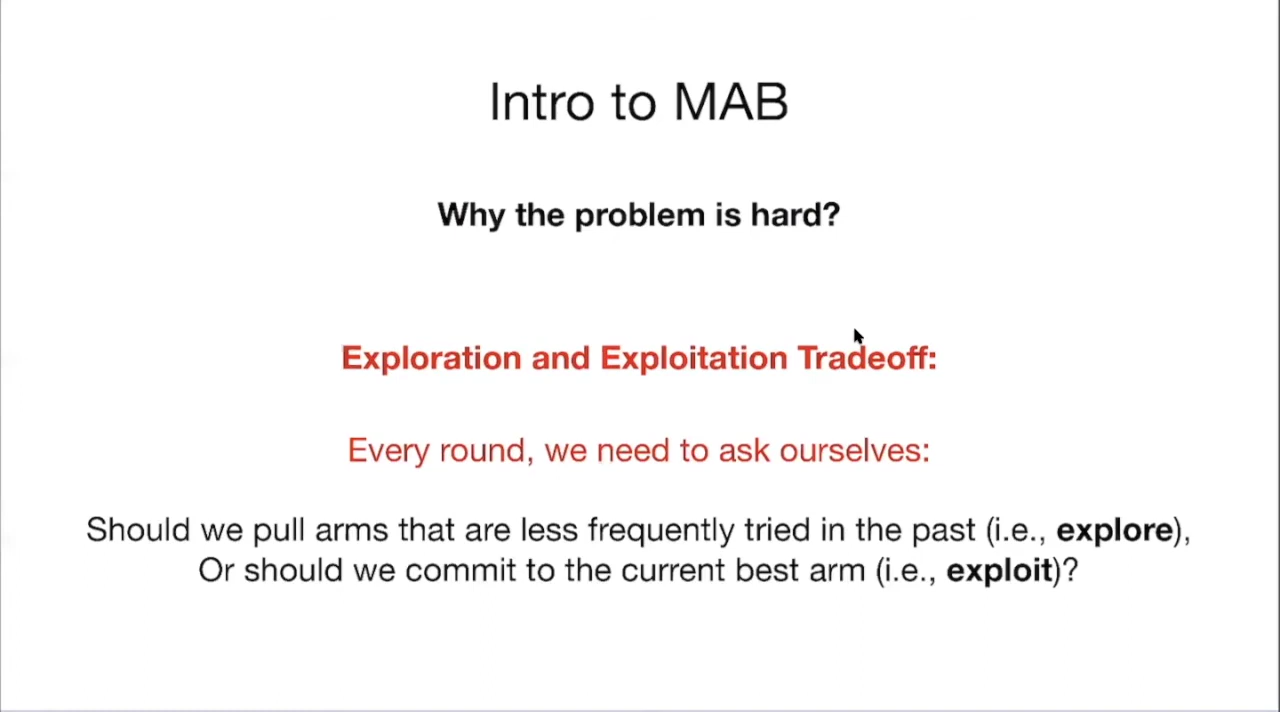 Intro to MAB
Why the problem is hard?
Exploration and Exploitation Tradeoff:
Every round, we need to ask ourselves:
Should we pull arms that are less frequently tried in the past (i.e., explore),
Or should we commit to the current best arm (i.e., exploit)?